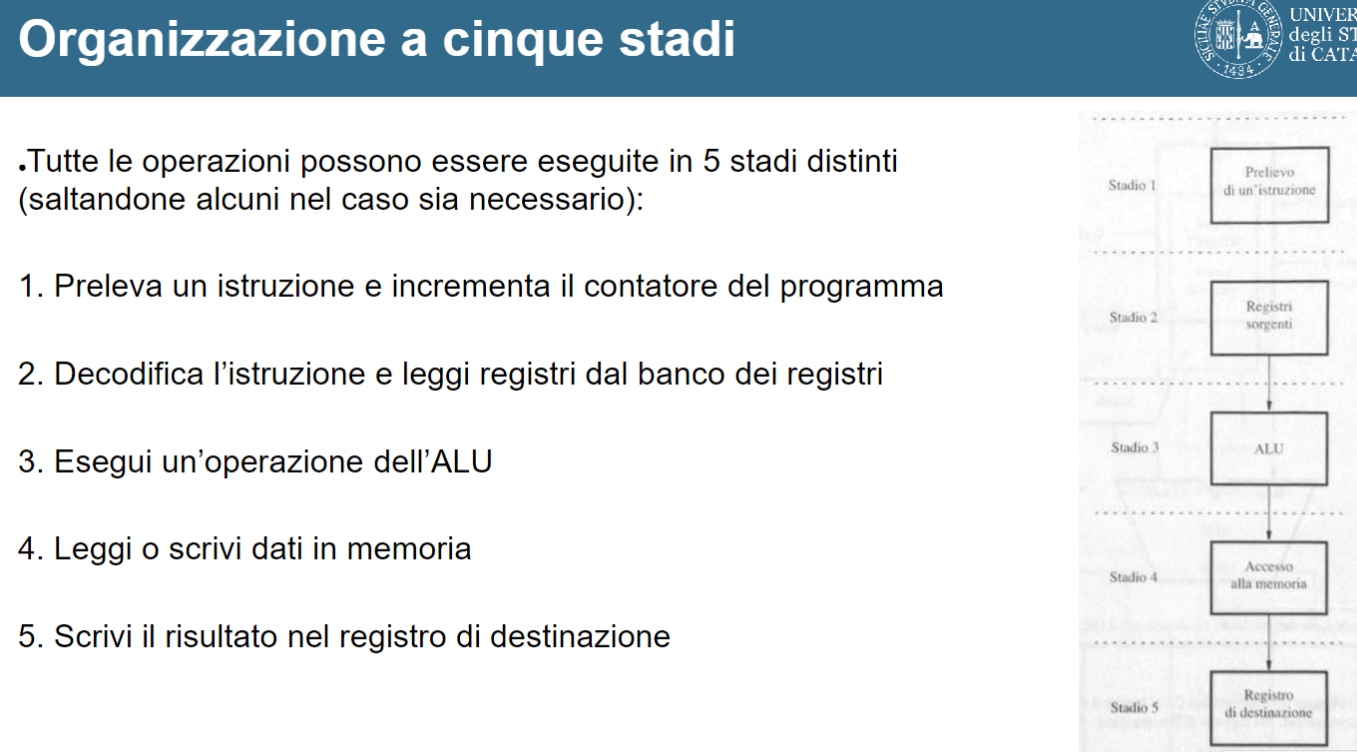 Organizzazione a cinque stadi
SICILIAE STVDIVM GENERALE
1434
UNIVER
degli ST
di CATA
.Tutte le operazioni possono essere eseguite in 5 stadi distinti
(saltandone alcuni nel caso sia necessario):
1. Preleva un istruzione e incrementa il contatore del programma
2. Decodifica l’istruzione e leggi registri dal banco dei registri
3. Esegui un’operazione dell’ALU
4. Leggi o scrivi dati in memoria
5. Scrivi il risultato nel registro di destinazione
Stadio 1
Prelievo
di un'istruzione
Stadio 2
Registri
sorgenti
Stadio 3
ALU
Stadio 4
Accesso
alla memoria
Stadio 5
Registro
di destinazione